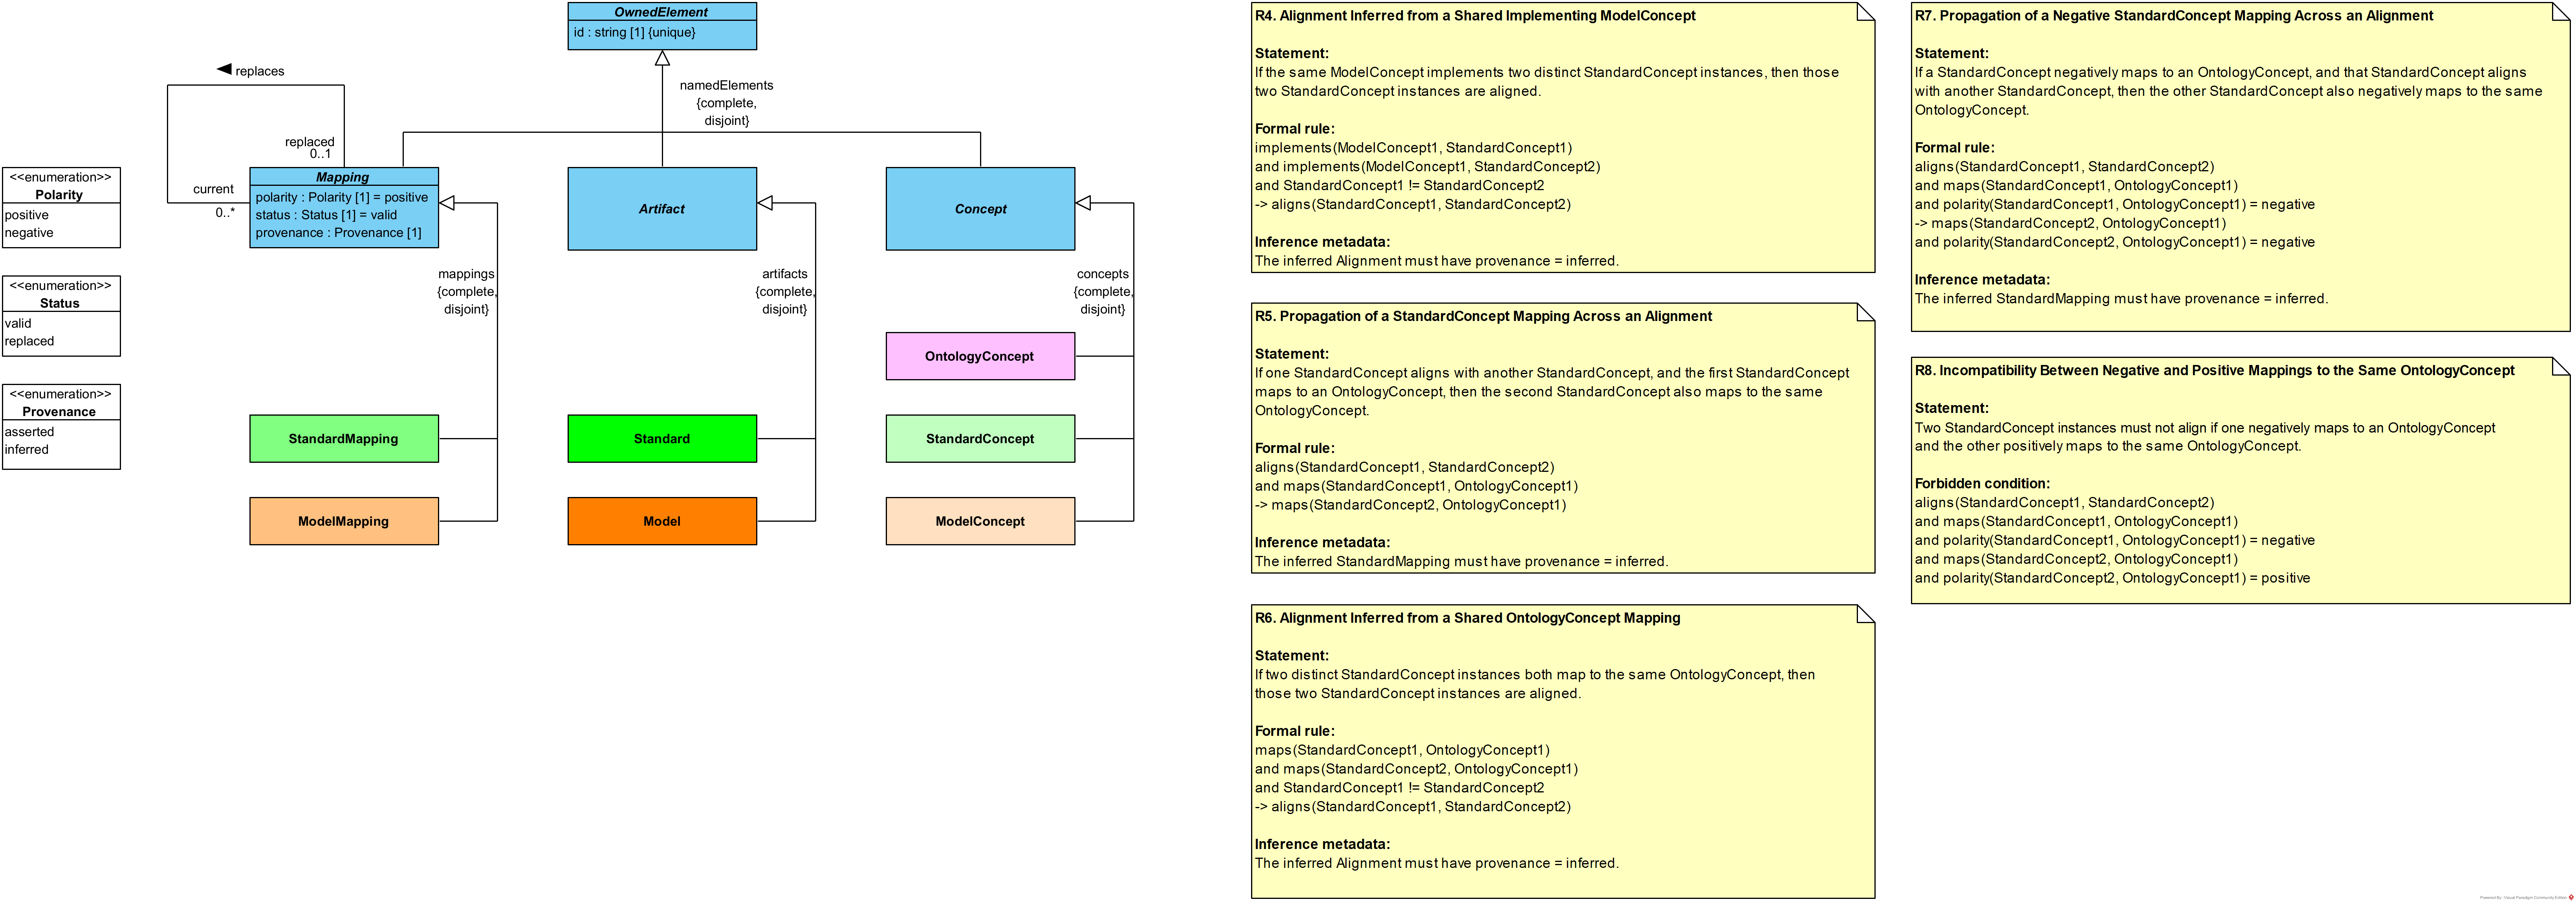 OwnedElement
id : string [1] {unique}
replaces
namedElements
{complete,
disjoint}
replaced
0..1
current
0..*
<<enumeration>>
Polarity
positive
negative
Mapping
polarity : Polarity [1] = positive
status : Status [1] = valid
provenance : Provenance [1]
Artifact
Concept
<<enumeration>>
Status
valid
replaced
mappings
{complete,
disjoint}
artifacts
{complete,
disjoint}
concepts
{complete,
disjoint}
<<enumeration>>
Provenance
asserted
inferred
OntologyConcept
StandardMapping
Standard
StandardConcept
ModelMapping
Model
ModelConcept
R4. Alignment Inferred from a Shared Implementing ModelConcept
Statement:
If the same ModelConcept implements two distinct StandardConcept instances, then those
two StandardConcept instances are aligned.
Formal rule:
implements(ModelConcept1, StandardConcept1)
and implements(ModelConcept1, StandardConcept2)
and StandardConcept1 != StandardConcept2
-> aligns(StandardConcept1, StandardConcept2)
Inference metadata:
The inferred Alignment must have provenance = inferred.
R5. Propagation of a StandardConcept Mapping Across an Alignment
Statement:
If one StandardConcept aligns with another StandardConcept, and the first StandardConcept
maps to an OntologyConcept, then the second StandardConcept also maps to the same
OntologyConcept.
Formal rule:
aligns(StandardConcept1, StandardConcept2)
and maps(StandardConcept1, OntologyConcept1)
-> maps(StandardConcept2, OntologyConcept1)
Inference metadata:
The inferred StandardMapping must have provenance = inferred.
R6. Alignment Inferred from a Shared OntologyConcept Mapping
Statement:
If two distinct StandardConcept instances both map to the same OntologyConcept, then
those two StandardConcept instances are aligned.
Formal rule:
maps(StandardConcept1, OntologyConcept1)
and maps(StandardConcept2, OntologyConcept1)
and StandardConcept1 != StandardConcept2
-> aligns(StandardConcept1, StandardConcept2)
Inference metadata:
The inferred Alignment must have provenance = inferred.
R7. Propagation of a Negative StandardConcept Mapping Across an Alignment
Statement:
If a StandardConcept negatively maps to an OntologyConcept, and that StandardConcept aligns
with another StandardConcept, then the other StandardConcept also negatively maps to the same
OntologyConcept.
Formal rule:
aligns(StandardConcept1, StandardConcept2)
and maps(StandardConcept1, OntologyConcept1)
and polarity(StandardConcept1, OntologyConcept1) = negative
-> maps(StandardConcept2, OntologyConcept1)
and polarity(StandardConcept2, OntologyConcept1) = negative
Inference metadata:
The inferred StandardMapping must have provenance = inferred.
R8. Incompatibility Between Negative and Positive Mappings to the Same OntologyConcept
Statement:
Two StandardConcept instances must not align if one negatively maps to an OntologyConcept
and the other positively maps to the same OntologyConcept.
Forbidden condition:
aligns(StandardConcept1, StandardConcept2)
and maps(StandardConcept1, OntologyConcept1)
and polarity(StandardConcept1, OntologyConcept1) = negative
and maps(StandardConcept2, OntologyConcept1)
and polarity(StandardConcept2, OntologyConcept1) = positive
Powered By: Visual Paradigm Community Edition